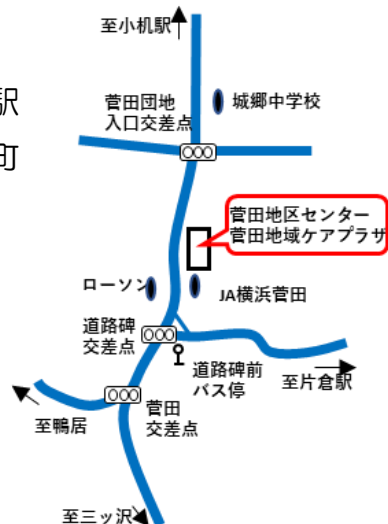 至小机駅
駅
町
菅田団地
入口交差点
城郷中学校
菅田地区センター
菅田地域ケアプラザ
ローソン
JA横浜菅田
道路碑
交差点
道路碑前
バス停
至片倉駅
至鴨居
菅田
交差点
至三ッ沢